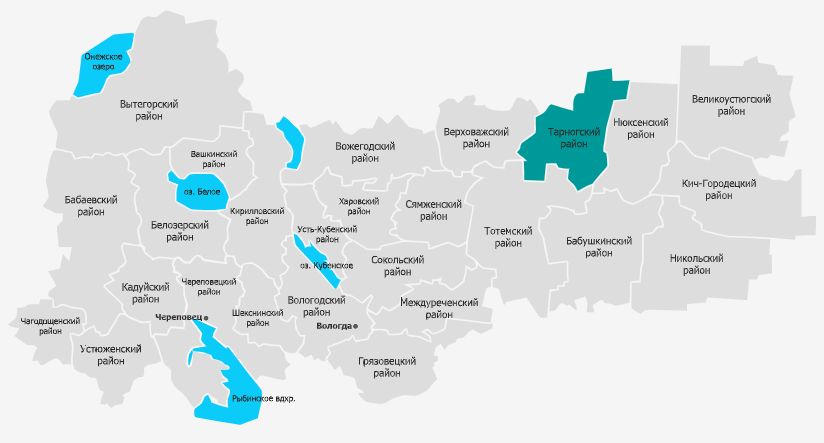 Онежское
озеро
Вытегорский
район
Вашкинский
район
оз. Белое
Бабаевский
район
Белозерский
район
Кирилловский
район
Вожегодский
район
Верховажский
район
Тарногский
район
Нюксенский
район
Великоустюгский
район
Кич-Городецкий
район
Харовский
район
Сямженский
район
Усть-Кубенский
район
оз. Кубенское
Сокольский
район
Тотемский
район
Бабушкинский
район
Никольский
район
Кадуйский
район
Череповецкий
район
Череповец
Шекснинский
район
Вологодский
район
Вологда
Междуреченский
район
Чагодощенский
район
Устюженский
район
Грязовецкий
район
Рыбинское вдхр.